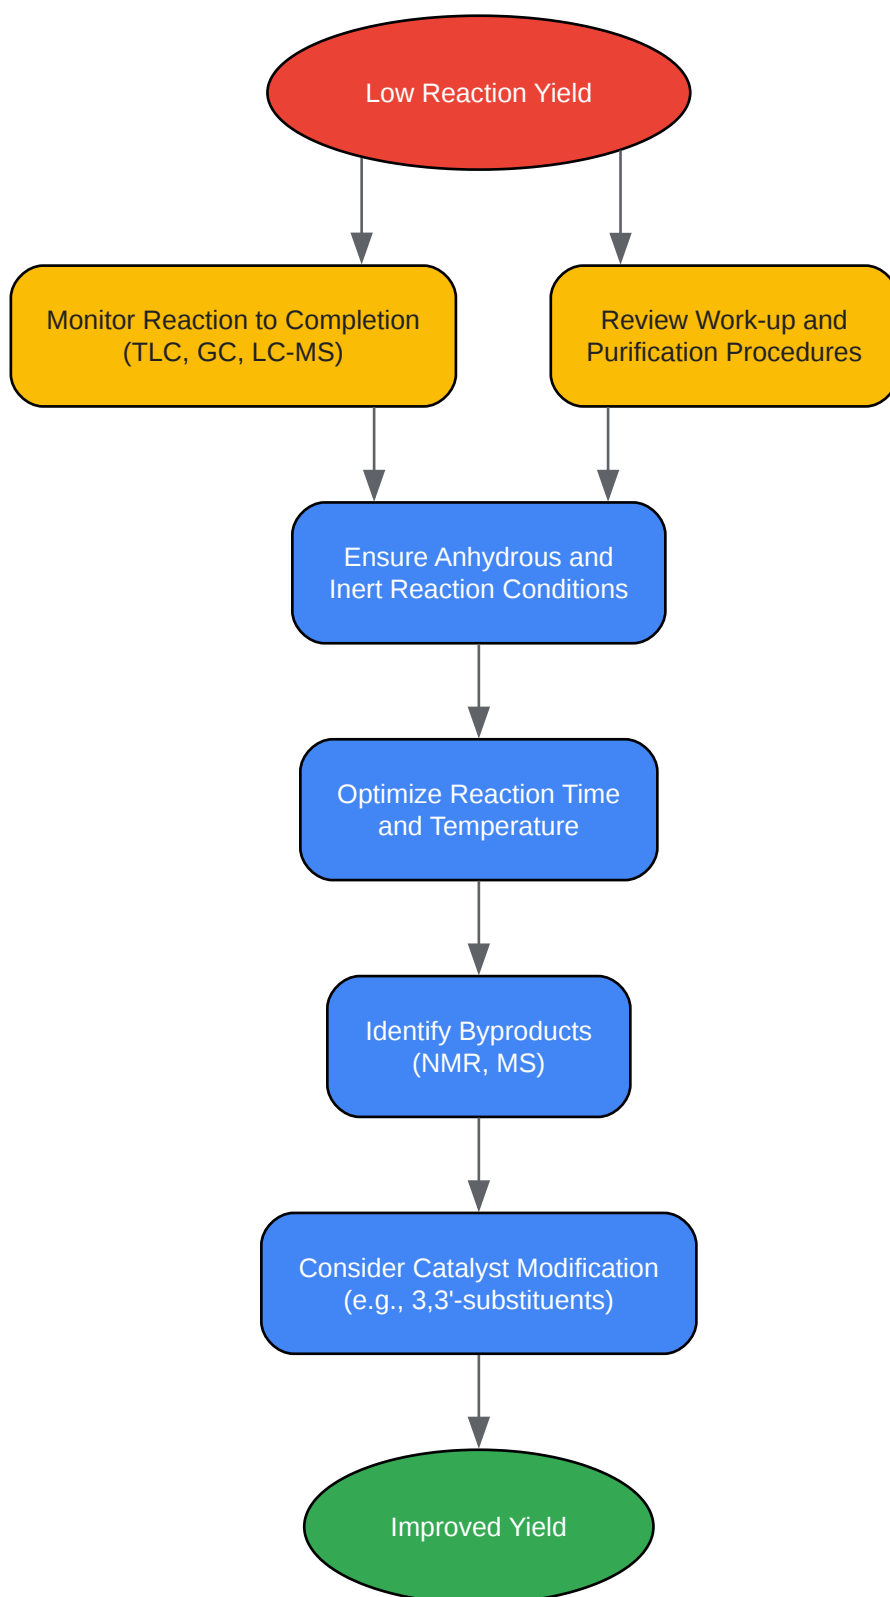 Low Reaction Yield
Monitor Reaction to Completion
(TLC, GC, LC-MS)
Review Work-up and
Purification Procedures
Ensure Anhydrous and
Inert Reaction Conditions
Optimize Reaction Time
and Temperature
Identify Byproducts
(NMR, MS)
Consider Catalyst Modification
(e.g., 3,3'-substituents)
Improved Yield